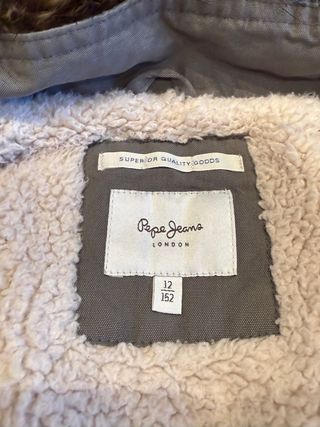 SUPERIOR QUALITY GOODS
Pepe Jeans
LONDON
12
152